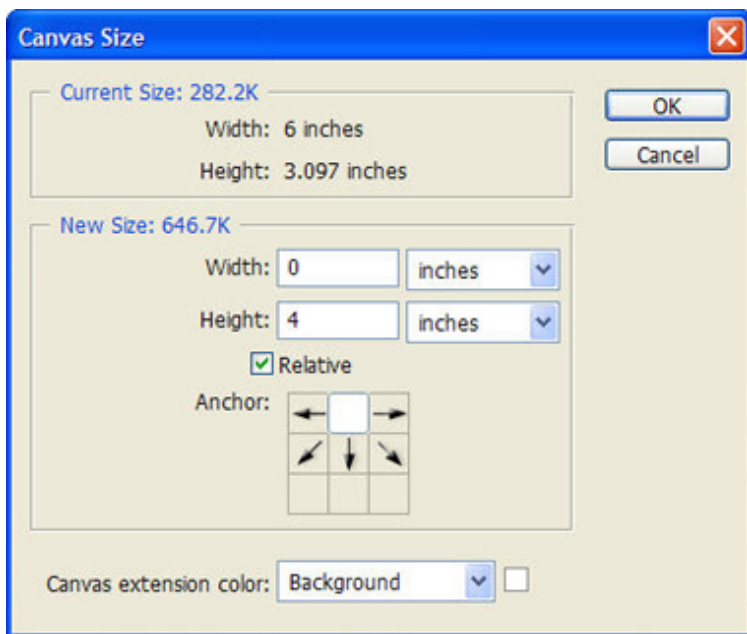 Canvas Size
Current Size: 282.2K
OK
Width: 6 inches
Cancel
Height: 3.097 inches
New Size: 646.7K
Width: 0 inches
Height: 4 inches
Relative
Anchor:
Canvas extension color: Background